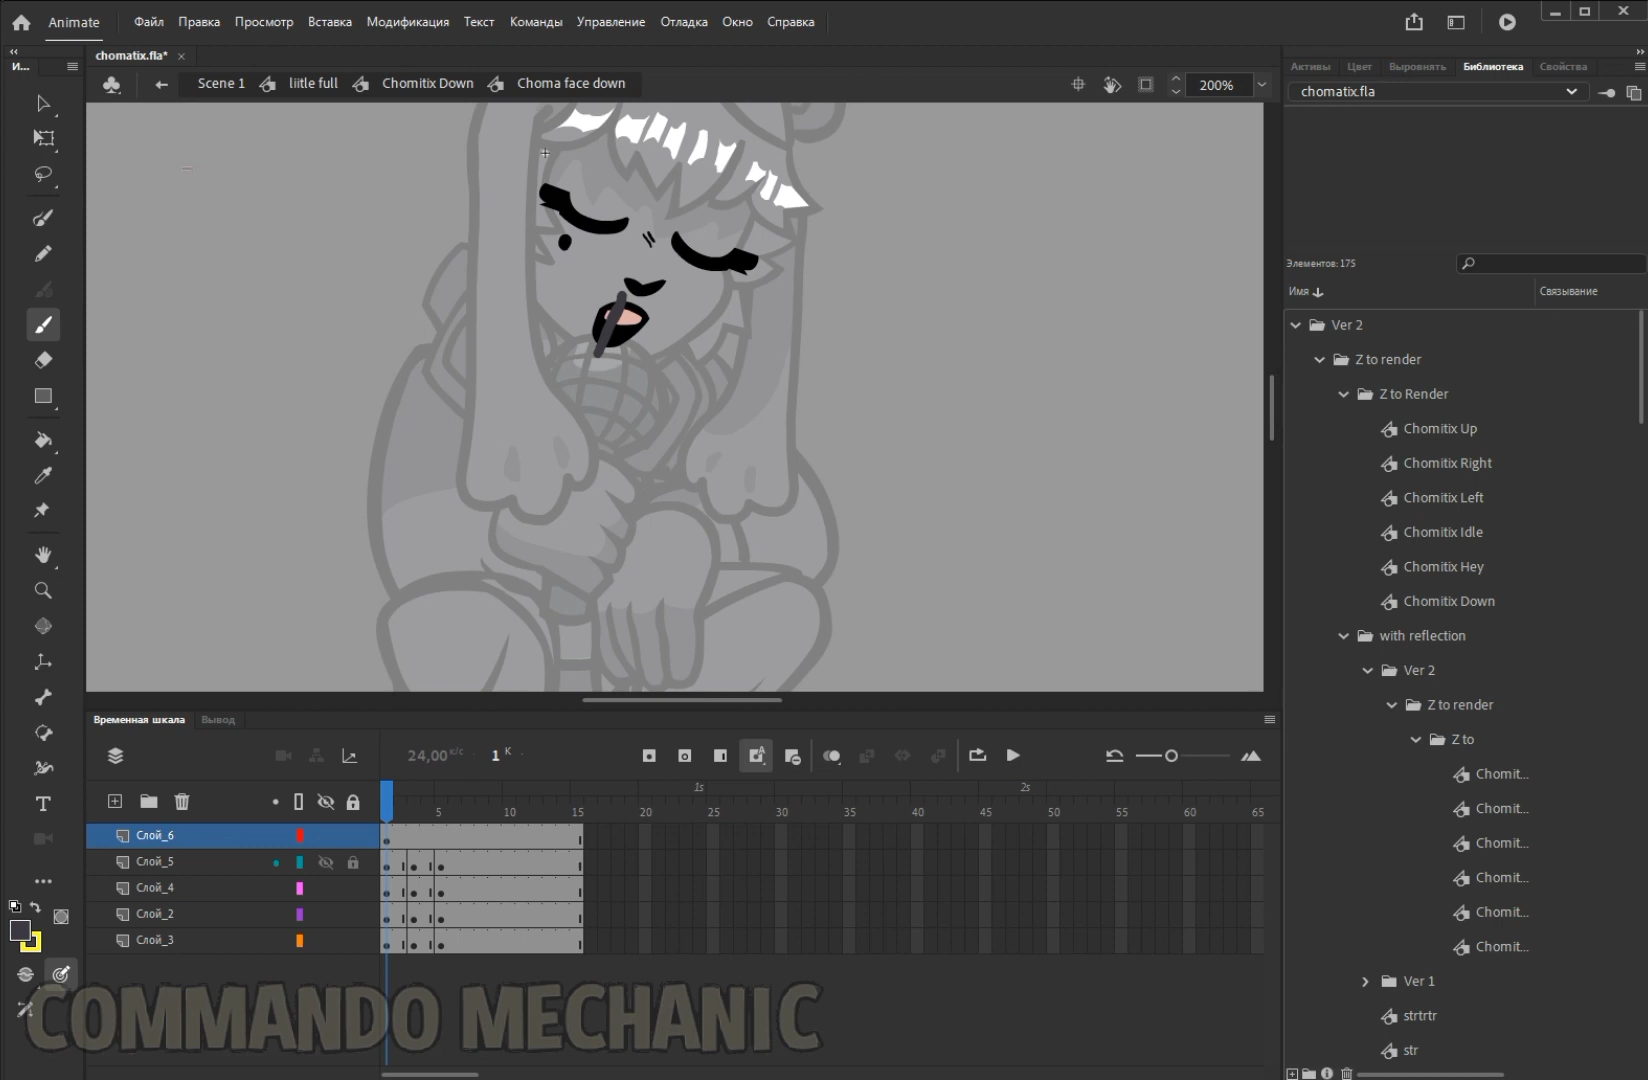 Animate Файл Правка Просмотр Вставка Модификация Текст Команды Управление Отладка Окно Справка
chomatix.fla*
И...
Scene 1 liitle full Chomitix Down Choma face down 200%
Активы Цвет Выровнять Библиотека Свойства
chomatix.fla
Элементов: 175
Имя Связывание
Ver 2
Z to render
Z to Render
Chomitix Up
Chomitix Right
Chomitix Left
Chomitix Idle
Chomitix Hey
Chomitix Down
with reflection
Ver 2
Z to render
Z to
Chomit...
Chomit...
Chomit...
Chomit...
Chomit...
Chomit...
Ver 1
strtrtr
str
Временная шкала Вывод
24,00 к/с 1 К
1s 2s
5 10 15 20 25 30 35 40 45 50 55 60 65
Слой_6
Слой_5
Слой_4
Слой_2
Слой_3
COMMANDO MECHANIC